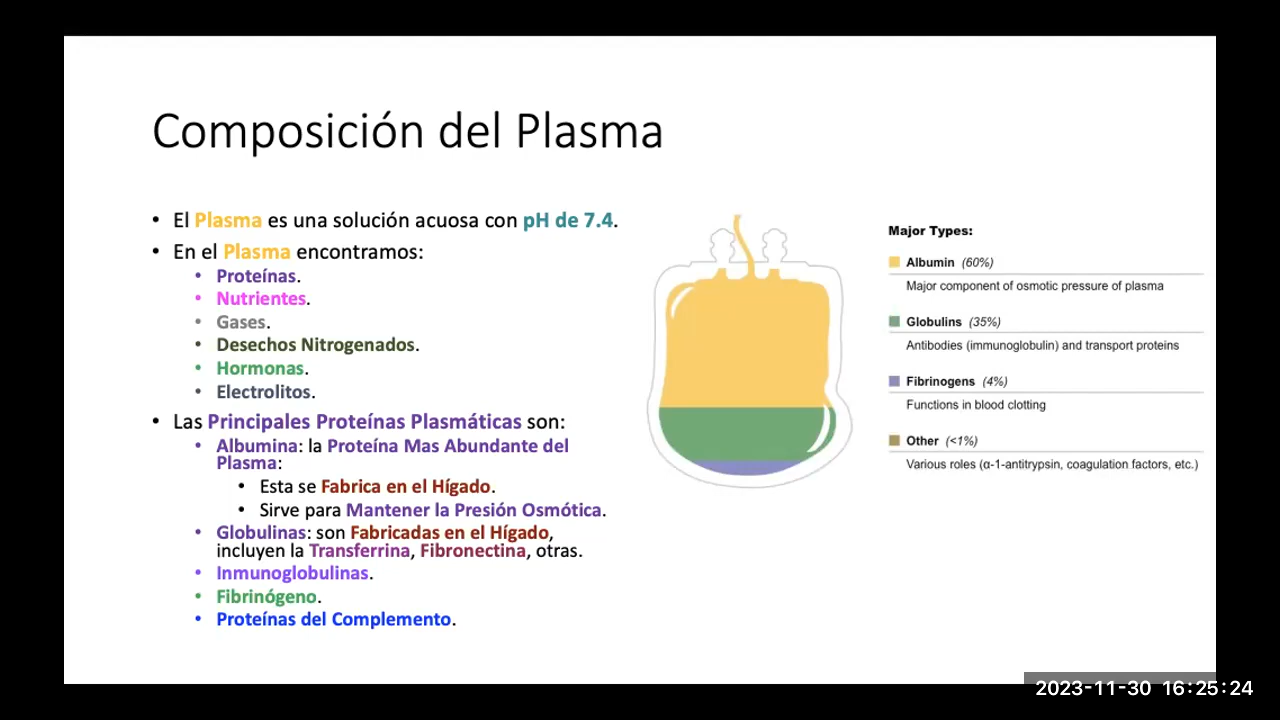 Composición del Plasma
• El Plasma es una solución acuosa con pH de 7.4.
• En el Plasma encontramos:
• Proteínas.
• Nutrientes.
• Gases.
• Desechos Nitrogenados.
• Hormonas.
• Electrolitos.
• Las Principales Proteínas Plasmáticas son:
• Albumina: la Proteína Mas Abundante del
Plasma:
• Esta se Fabrica en el Hígado.
• Sirve para Mantener la Presión Osmótica.
• Globulinas: son Fabricadas en el Hígado,
incluyen la Transferrina, Fibronectina, otras.
• Inmunoglobulinas.
• Fibrinógeno.
• Proteínas del Complemento.
Major Types:
Albumin (60%)
Major component of osmotic pressure of plasma
Globulins (35%)
Antibodies (immunoglobulin) and transport proteins
Fibrinogens (4%)
Functions in blood clotting
Other (<1%)
Various roles (α-1-antitrypsin, coagulation factors, etc.)
2023-11-30 16:25:24